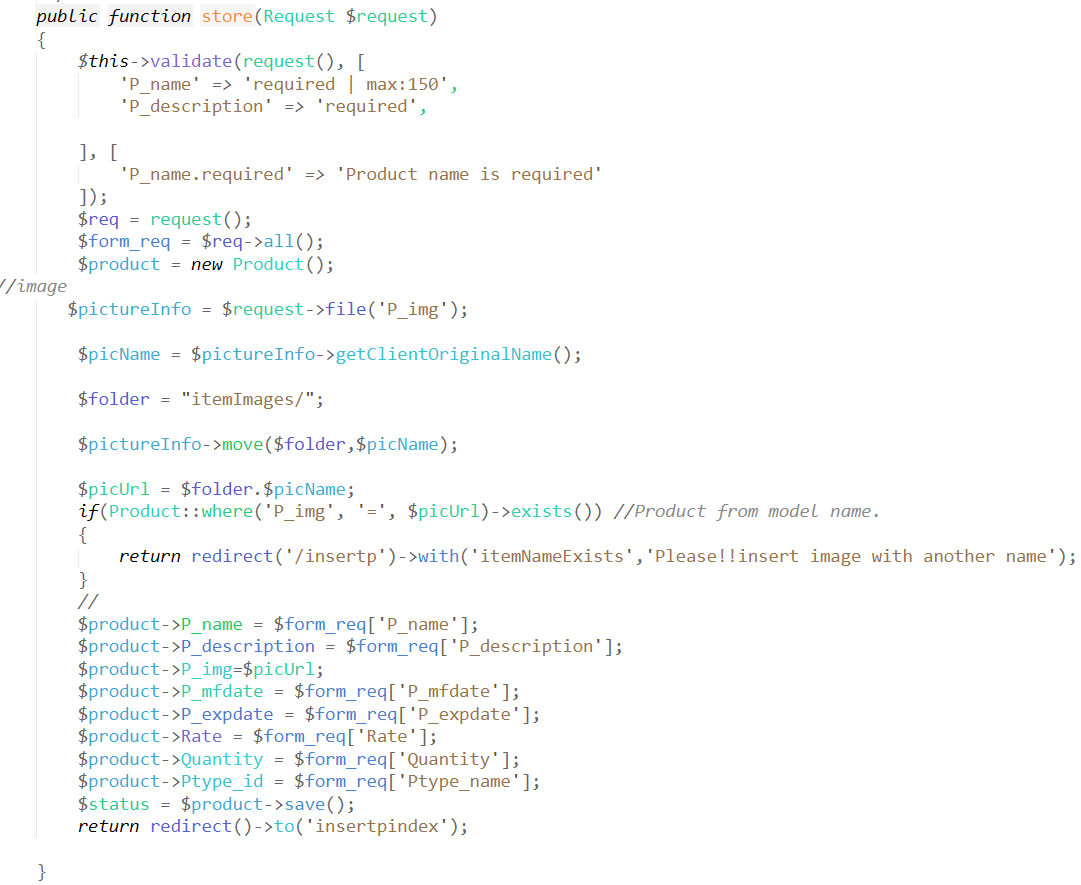 public function store(Request $request)
{
$this->validate(request(), [
'P_name' => 'required | max:150',
'P_description' => 'required',
], [
'P_name.required' => 'Product name is required'
]);
$req = request();
$form_req = $req->all();
$product = new Product();
//image
$pictureInfo = $request->file('P_img');
$picName = $pictureInfo->getClientOriginalName();
$folder = "itemImages/";
$pictureInfo->move($folder,$picName);
$picUrl = $folder.$picName;
if(Product::where('P_img', '=', $picUrl)->exists()) //Product from model name.
{
return redirect('/insertp')->with('itemNameExists','Please!!insert image with another name');
}
//
$product->P_name = $form_req['P_name'];
$product->P_description = $form_req['P_description'];
$product->P_img=$picUrl;
$product->P_mfdate = $form_req['P_mfdate'];
$product->P_expdate = $form_req['P_expdate'];
$product->Rate = $form_req['Rate'];
$product->Quantity = $form_req['Quantity'];
$product->Ptype_id = $form_req['Ptype_name'];
$status = $product->save();
return redirect()->to('insertpindex');
}